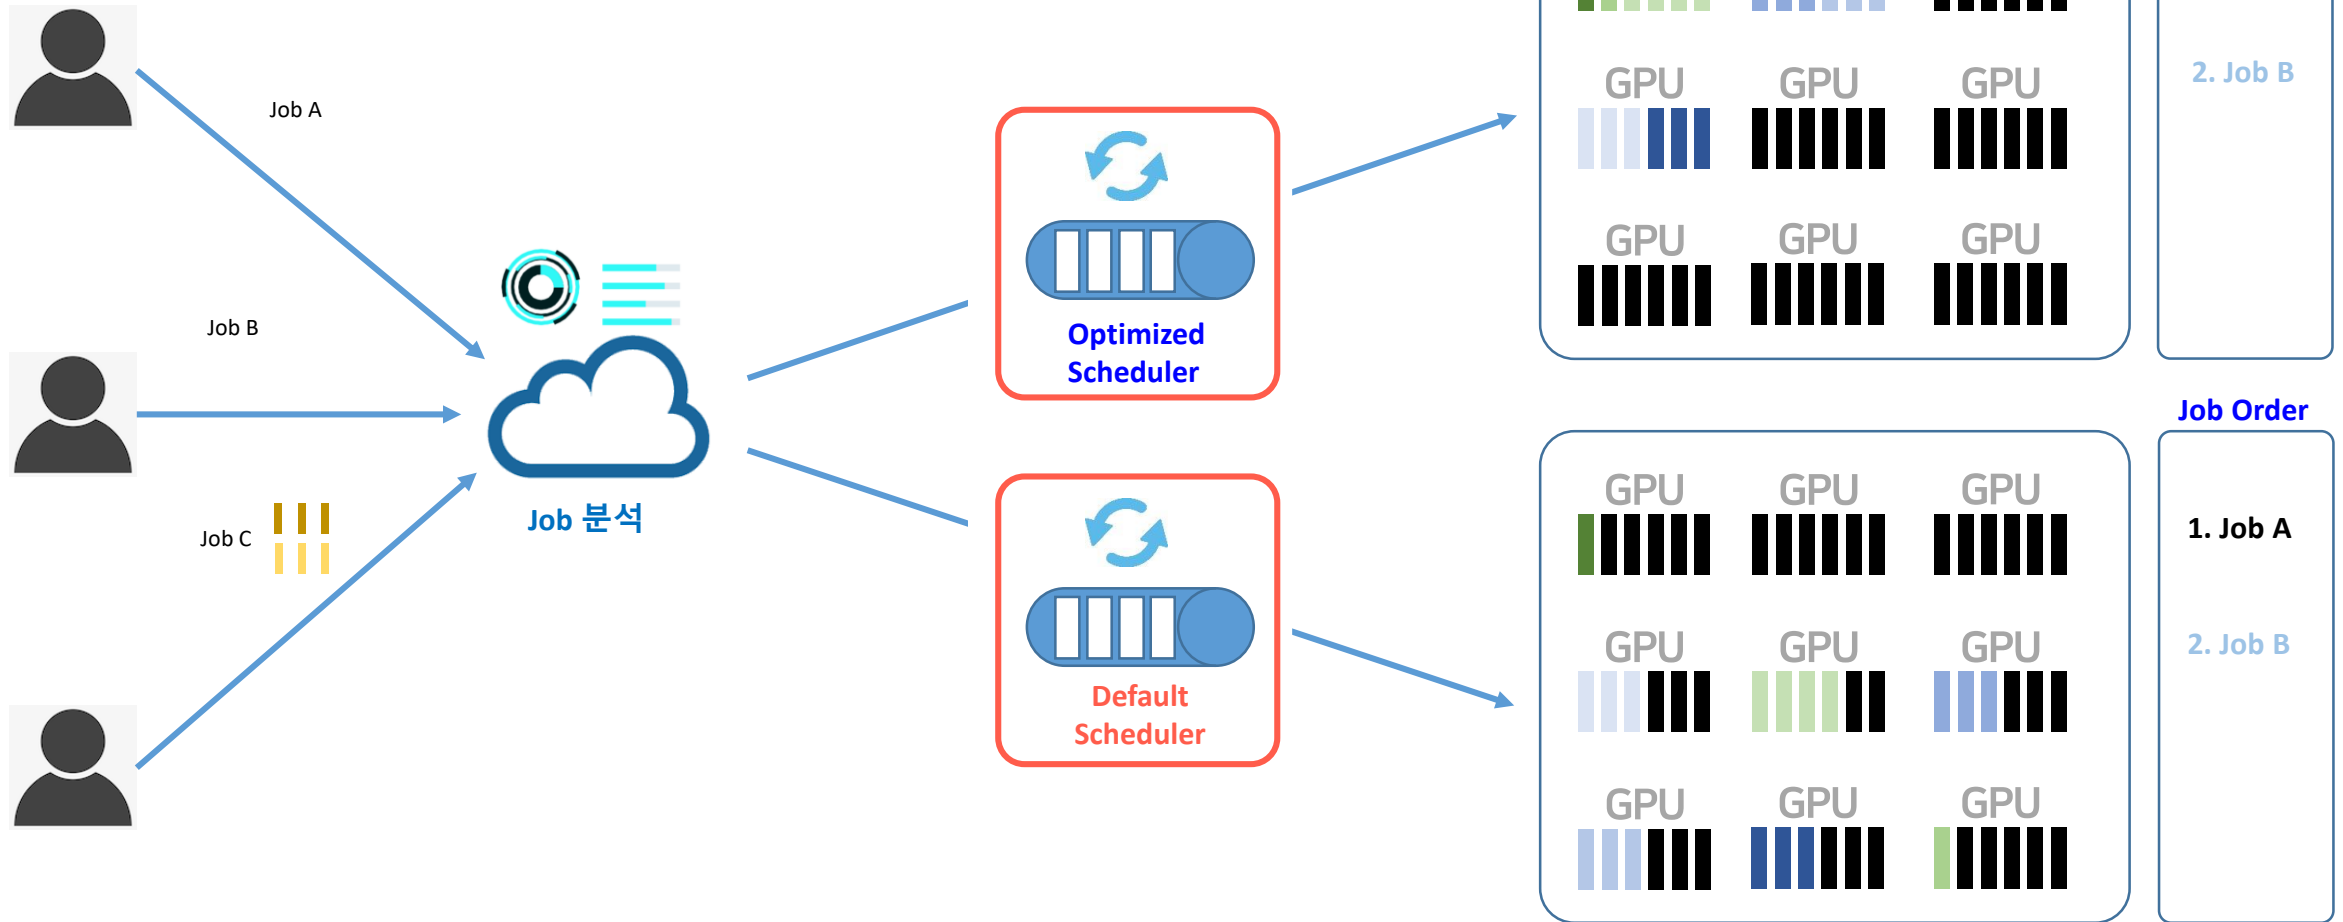 Job A
Job B
Job C
Job 분석
Optimized
Scheduler
Default
Scheduler
GPU GPU GPU
GPU GPU GPU
2. Job B
Job Order
GPU GPU GPU
GPU GPU GPU
GPU GPU GPU
1. Job A
2. Job B